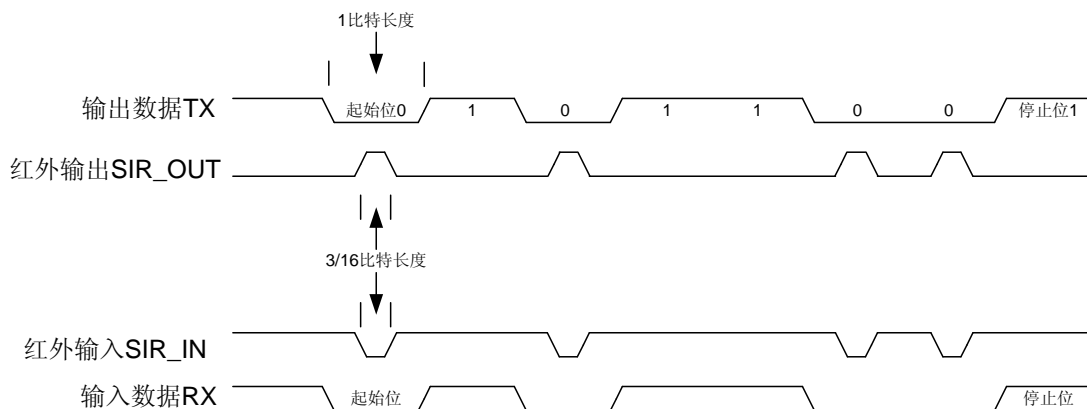 1比特长度
输出数据TX
起始位0 1 0 1 1 0 0 停止位1
红外输出SIR_OUT
3/16比特长度
红外输入SIR_IN
输入数据RX
起始位 停止位